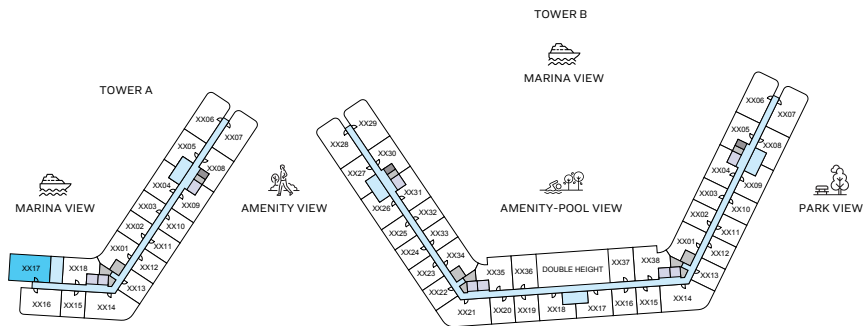 TOWER B
MARINA VIEW
TOWER A
MARINA VIEW
AMENITY VIEW
AMENITY-POOL VIEW
PARK VIEW
XX06
XX07
XX05
XX08
XX04
XX09
XX03
XX10
XX02
XX11
XX01
XX12
XX13
XX17
XX18
XX16
XX15
XX14
XX29
XX28
XX30
XX27
XX31
XX26
XX32
XX25
XX33
XX24
XX34
XX23
XX22
XX35
XX36
DOUBLE HEIGHT
XX37
XX38
XX21
XX20
XX19
XX18
XX17
XX16
XX15
XX14
XX06
XX07
XX05
XX08
XX04
XX09
XX03
XX10
XX02
XX11
XX01
XX12
XX13